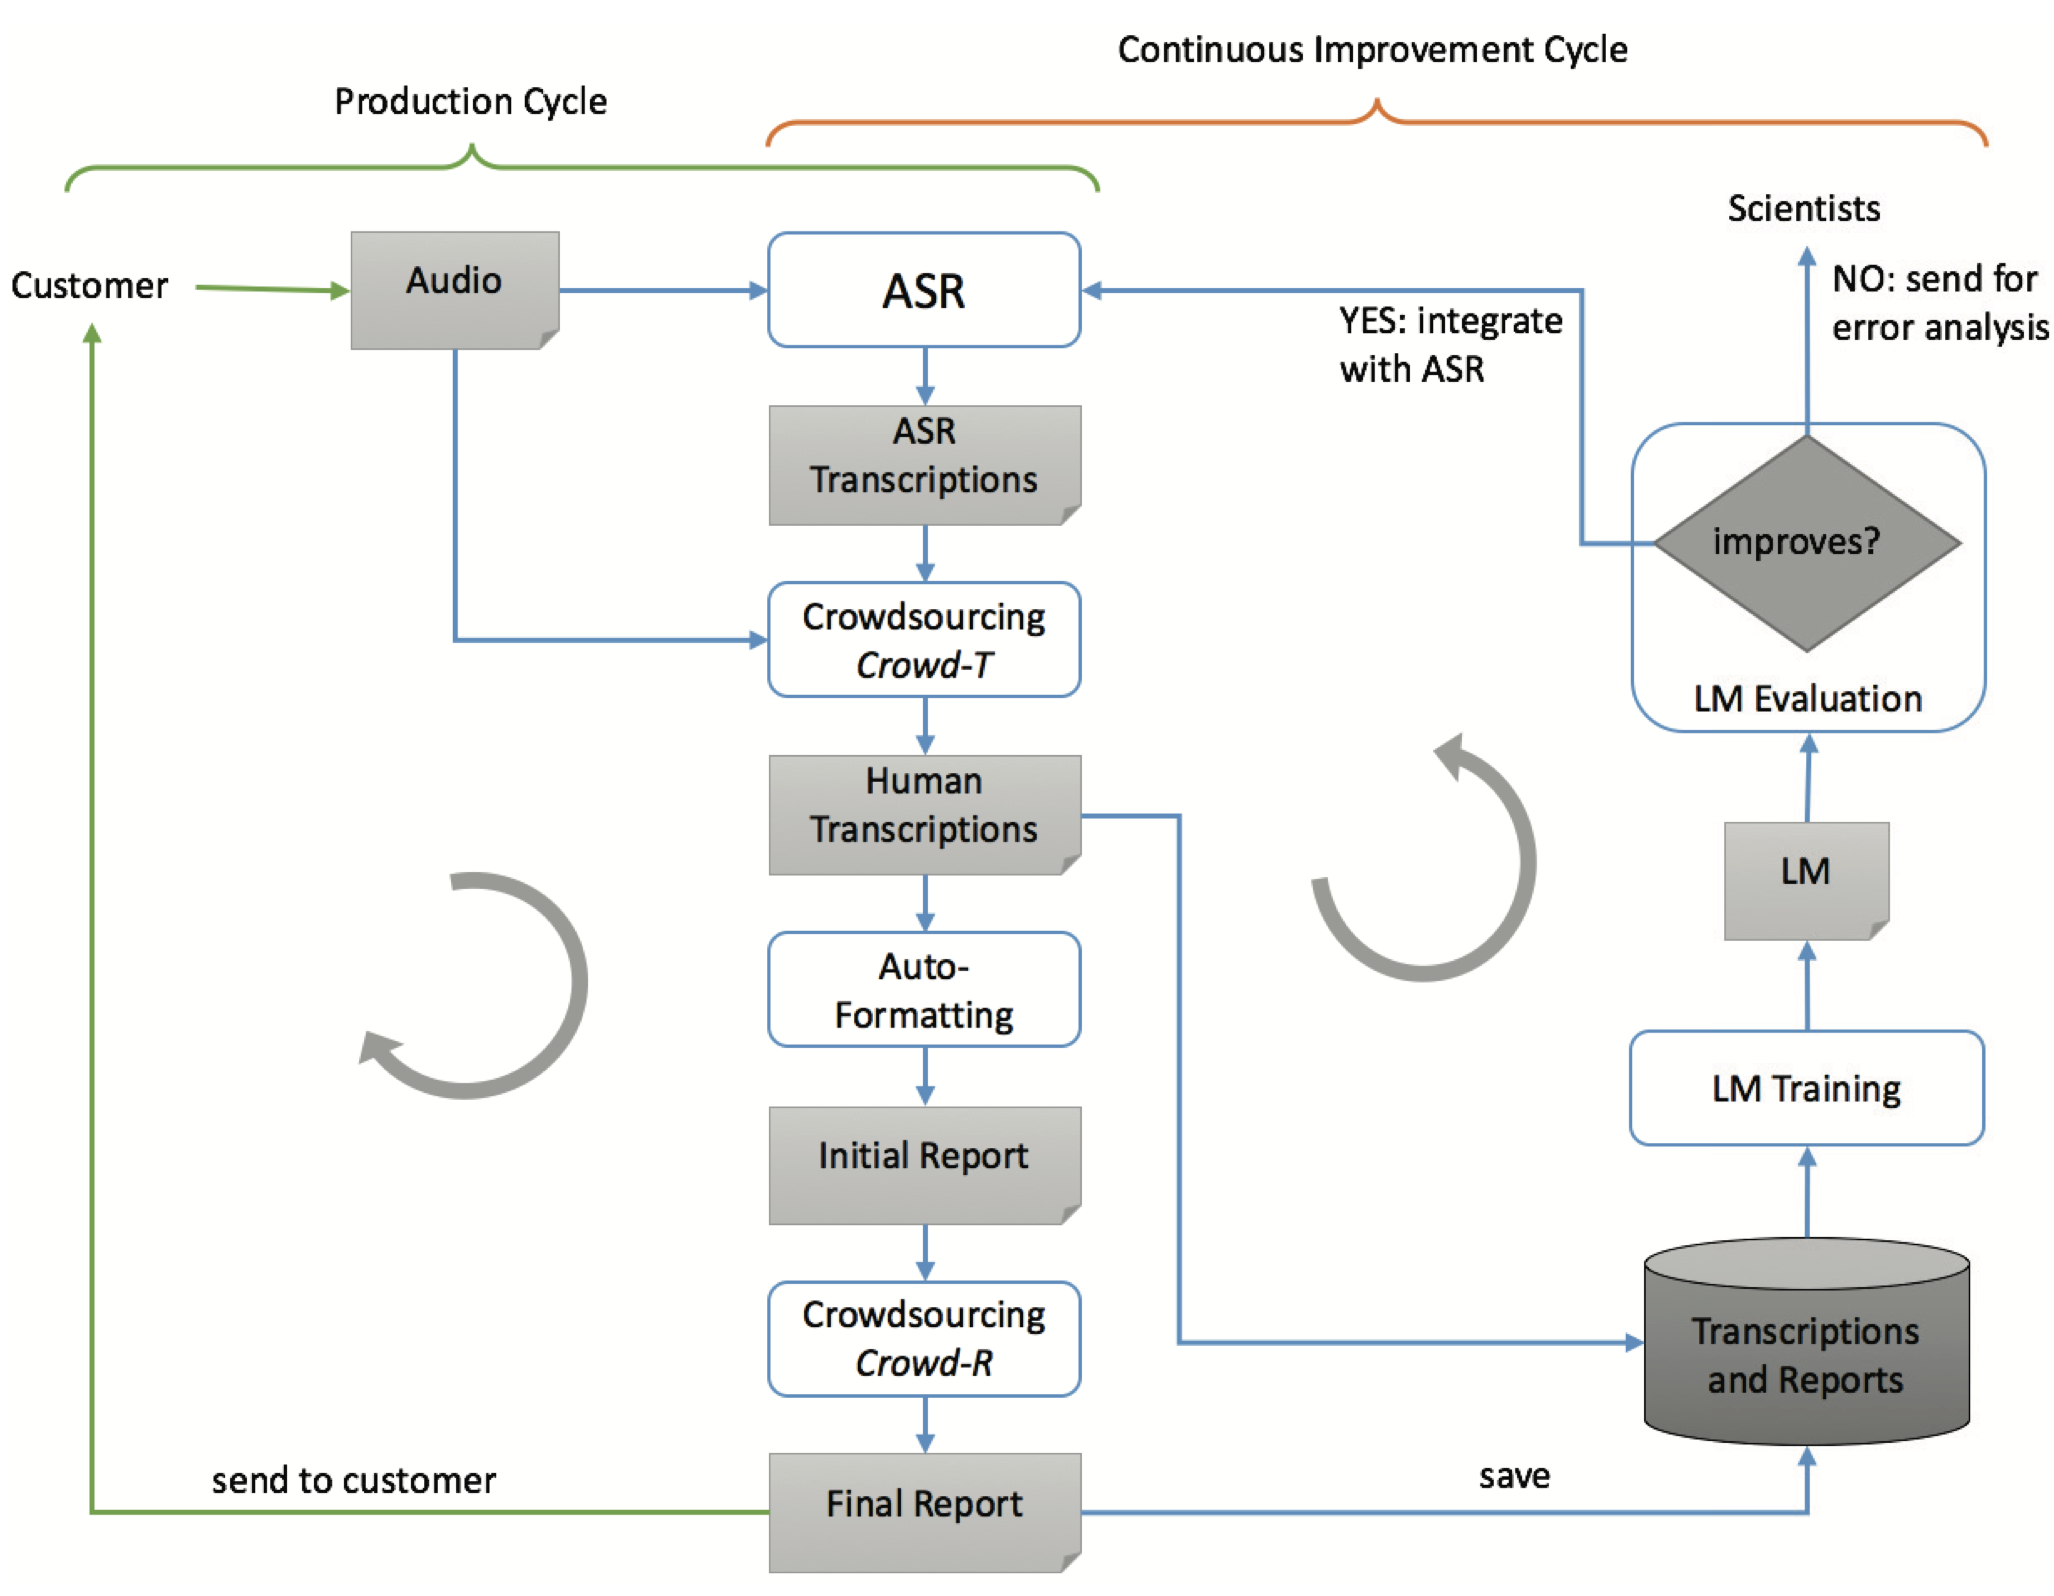 Continuous Improvement Cycle
Production Cycle
Scientists
Customer
Audio
ASR
NO: send for
error analysis
YES: integrate
with ASR
ASR
Transcriptions
improves?
Crowdsourcing
Crowd-T
LM Evaluation
Human
Transcriptions
LM
Auto-
Formatting
LM Training
Initial Report
Crowdsourcing
Crowd-R
Transcriptions
and Reports
send to customer
Final Report
save